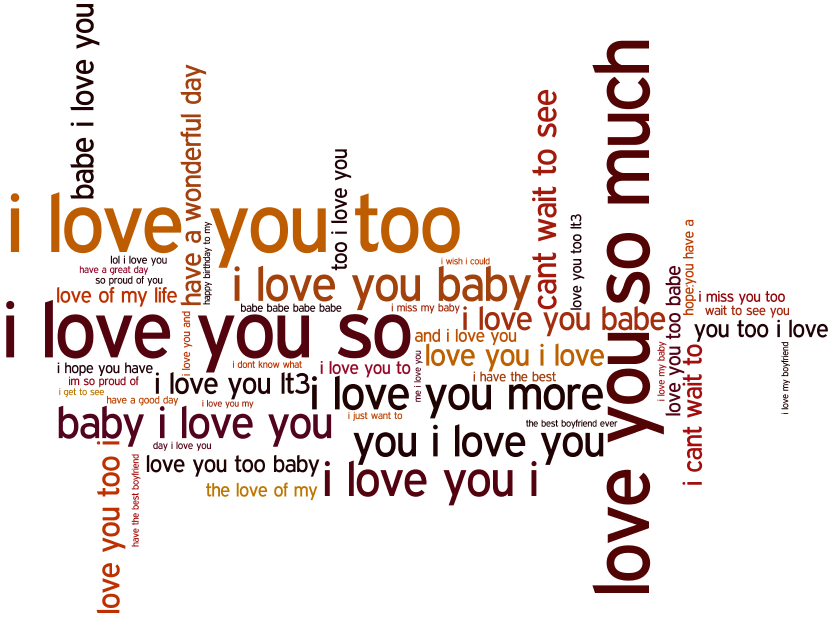 babe i love you
have a wonderful day
i love you too
too i love you
cant wait to see
love you so much
happy birthday to my
love you too lt3
lol i love you
have a great day
so proud of you
love of my life
i wish i could
i love you baby
hope:you have a
love you too babe
i miss you too
wait to see you
you too i love
babe babe babe babe
i miss my baby
i love you babe
i love you so
i love you and
and i love you
love you i love
i hope you have
i dont know what
i love you to
me i love you
i love my baby
i cant wait to
i love my boyfriend
im so proud of
i love you lt3
i have the best
i get to see
have a good day
i love you my
i love you more
i just want to
baby i love you
the best boyfriend ever
you i love you
day i love you
love you too i
have the best boyfriend
love you too baby
the love of my
i love you i